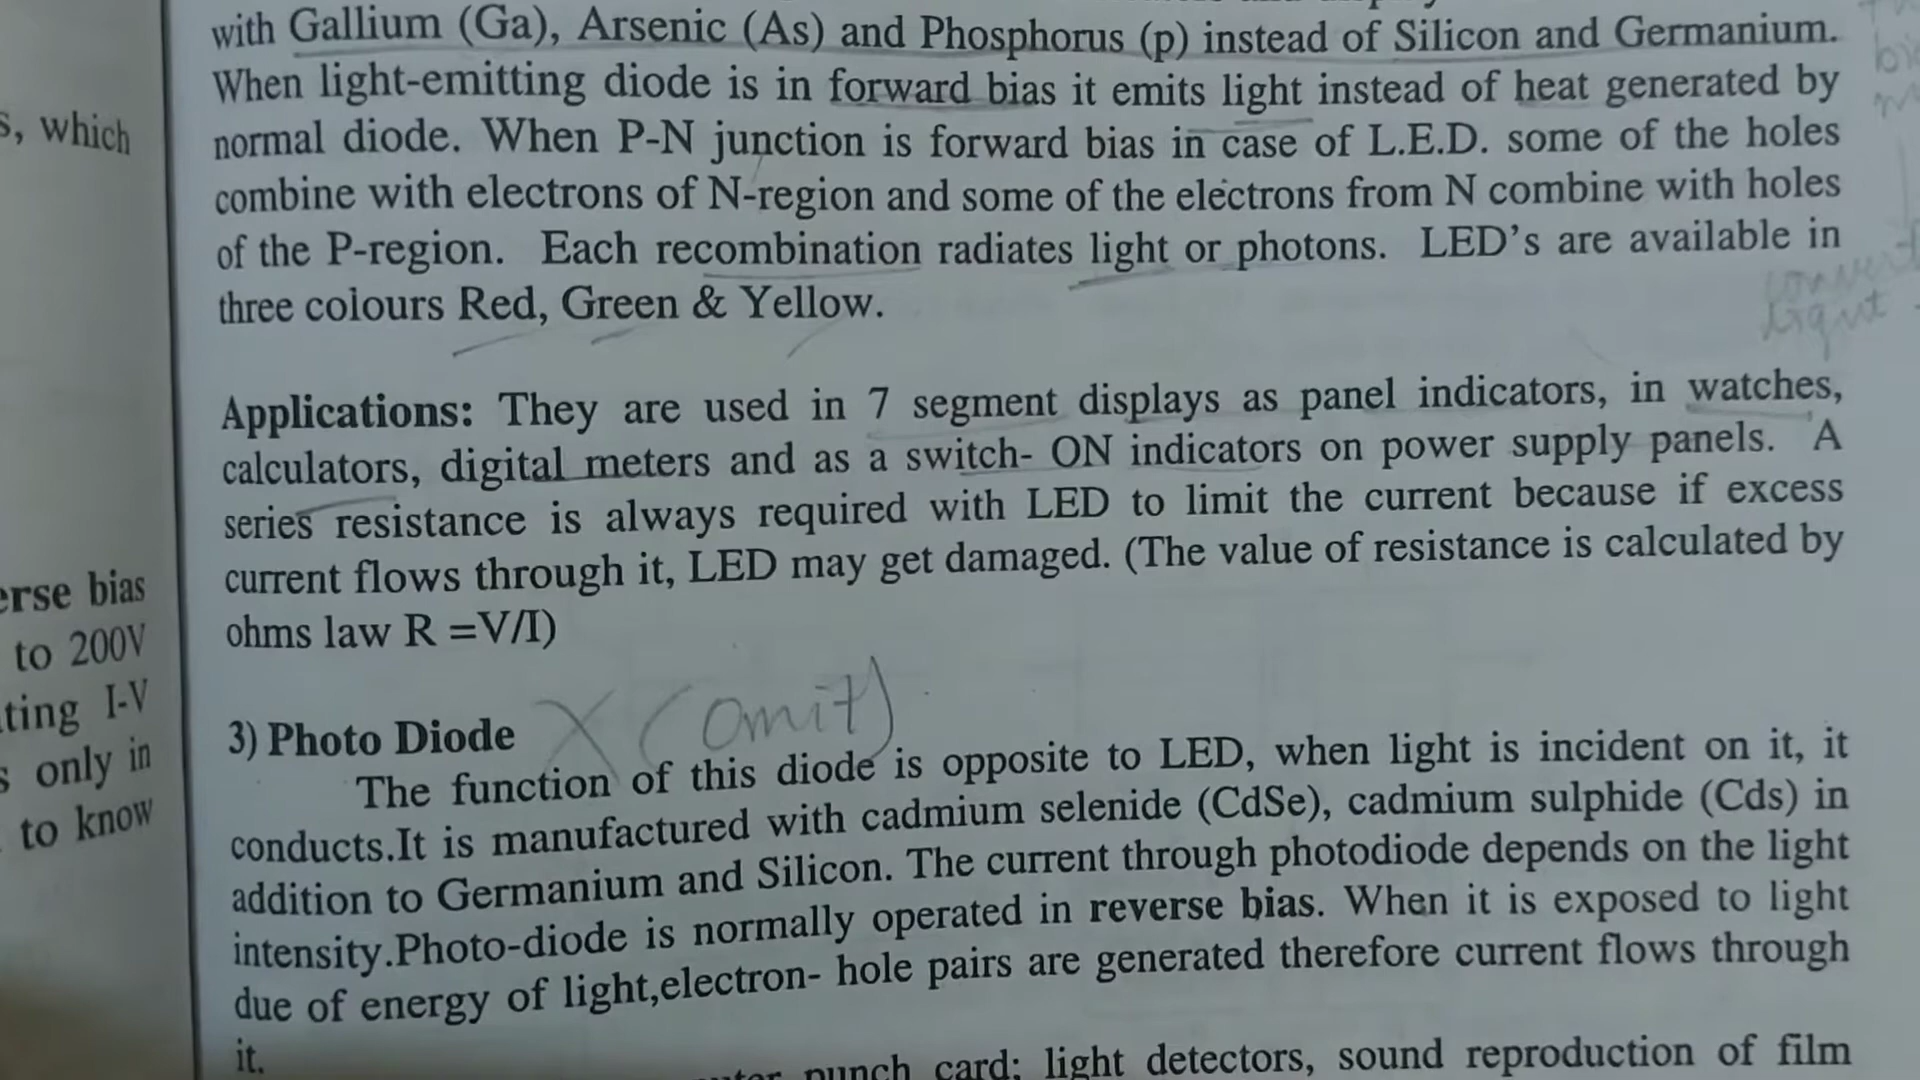 with Gallium (Ga), Arsenic (As) and Phosphorus (p) instead of Silicon and Germanium.
When light-emitting diode is in forward bias it emits light instead of heat generated by
normal diode. When P-N junction is forward bias in case of L.E.D. some of the holes
combine with electrons of N-region and some of the electrons from N combine with holes
of the P-region. Each recombination radiates light or photons. LED's are available in
three colours Red, Green & Yellow.
Applications: They are used in 7 segment displays as panel indicators, in watches,
calculators, digital meters and as a switch- ON indicators on power supply panels. A
series resistance is always required with LED to limit the current because if excess
current flows through it, LED may get damaged. (The value of resistance is calculated by
ohms law R =V/I)
3) Photo Diode X (omit)
The function of this diode is opposite to LED, when light is incident on it, it
conducts.It is manufactured with cadmium selenide (CdSe), cadmium sulphide (Cds) in
addition to Germanium and Silicon. The current through photodiode depends on the light
intensity.Photo-diode is normally operated in reverse bias. When it is exposed to light
due of energy of light,electron- hole pairs are generated therefore current flows through
it.
punch card; light detectors, sound reproduction of film
which
bias
to 200V
I-V
only in
to know
light